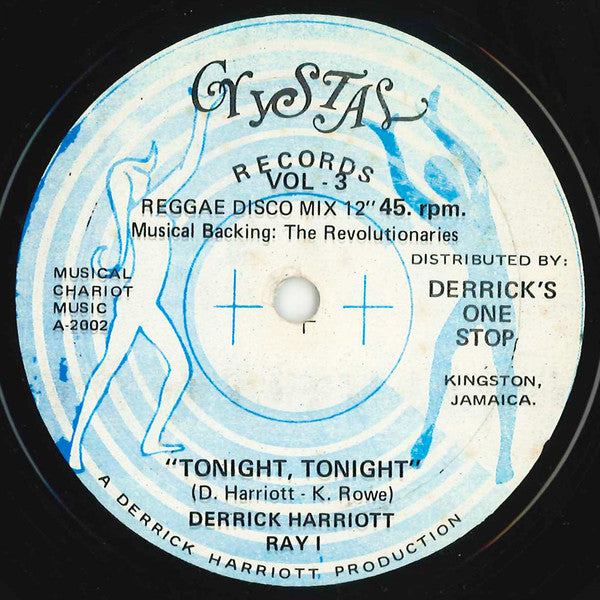 CRYSTAL
RECORDS
VOL - 3
REGGAE DISCO MIX 12" 45. rpm.
Musical Backing: The Revolutionaries
MUSICAL
CHARIOT
MUSIC
A-2002
DISTRIBUTED BY:
DERRICK'S
ONE
STOP
KINGSTON,
JAMAICA.
"TONIGHT, TONIGHT"
(D. Harriott - K. Rowe)
DERRICK HARRIOTT
RAY I
A DERRICK HARRIOTT PRODUCTION